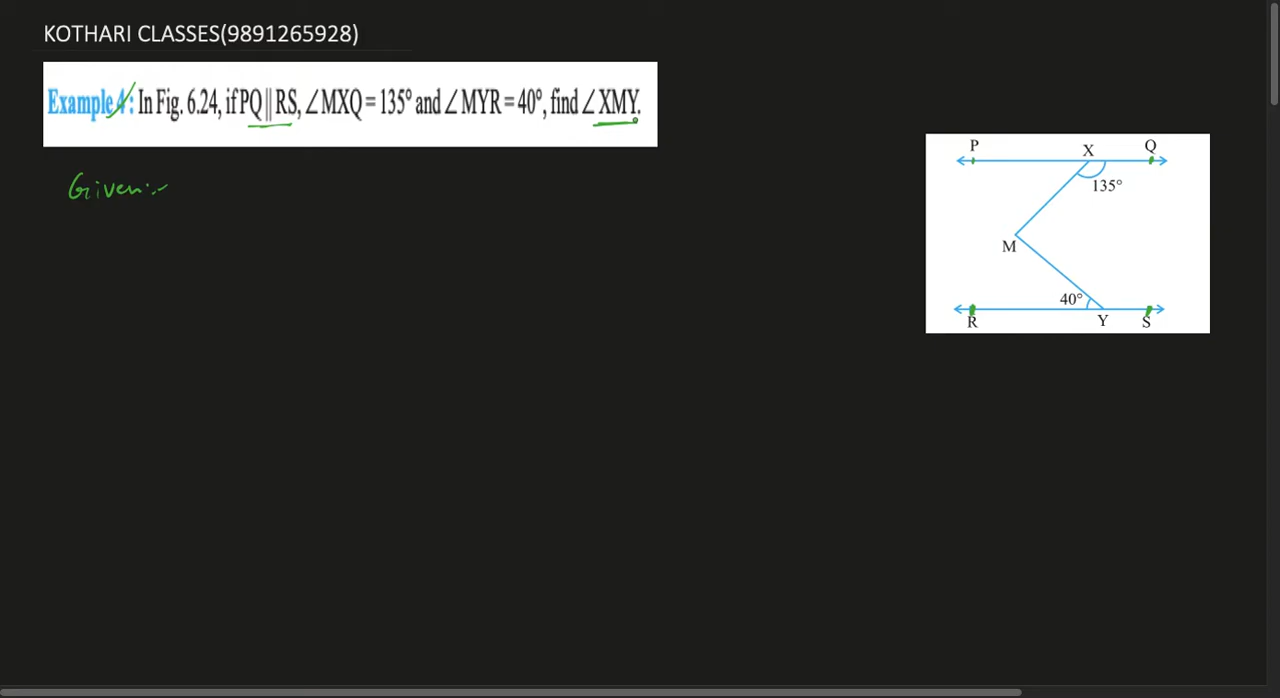 KOTHARI CLASSES(9891265928)
Example 4 : In Fig. 6.24, if PQ || RS, ∠ MXQ = 135° and ∠ MYR = 40°, find ∠ XMY.
Given:-
P X Q
135°
M
40°
R Y S